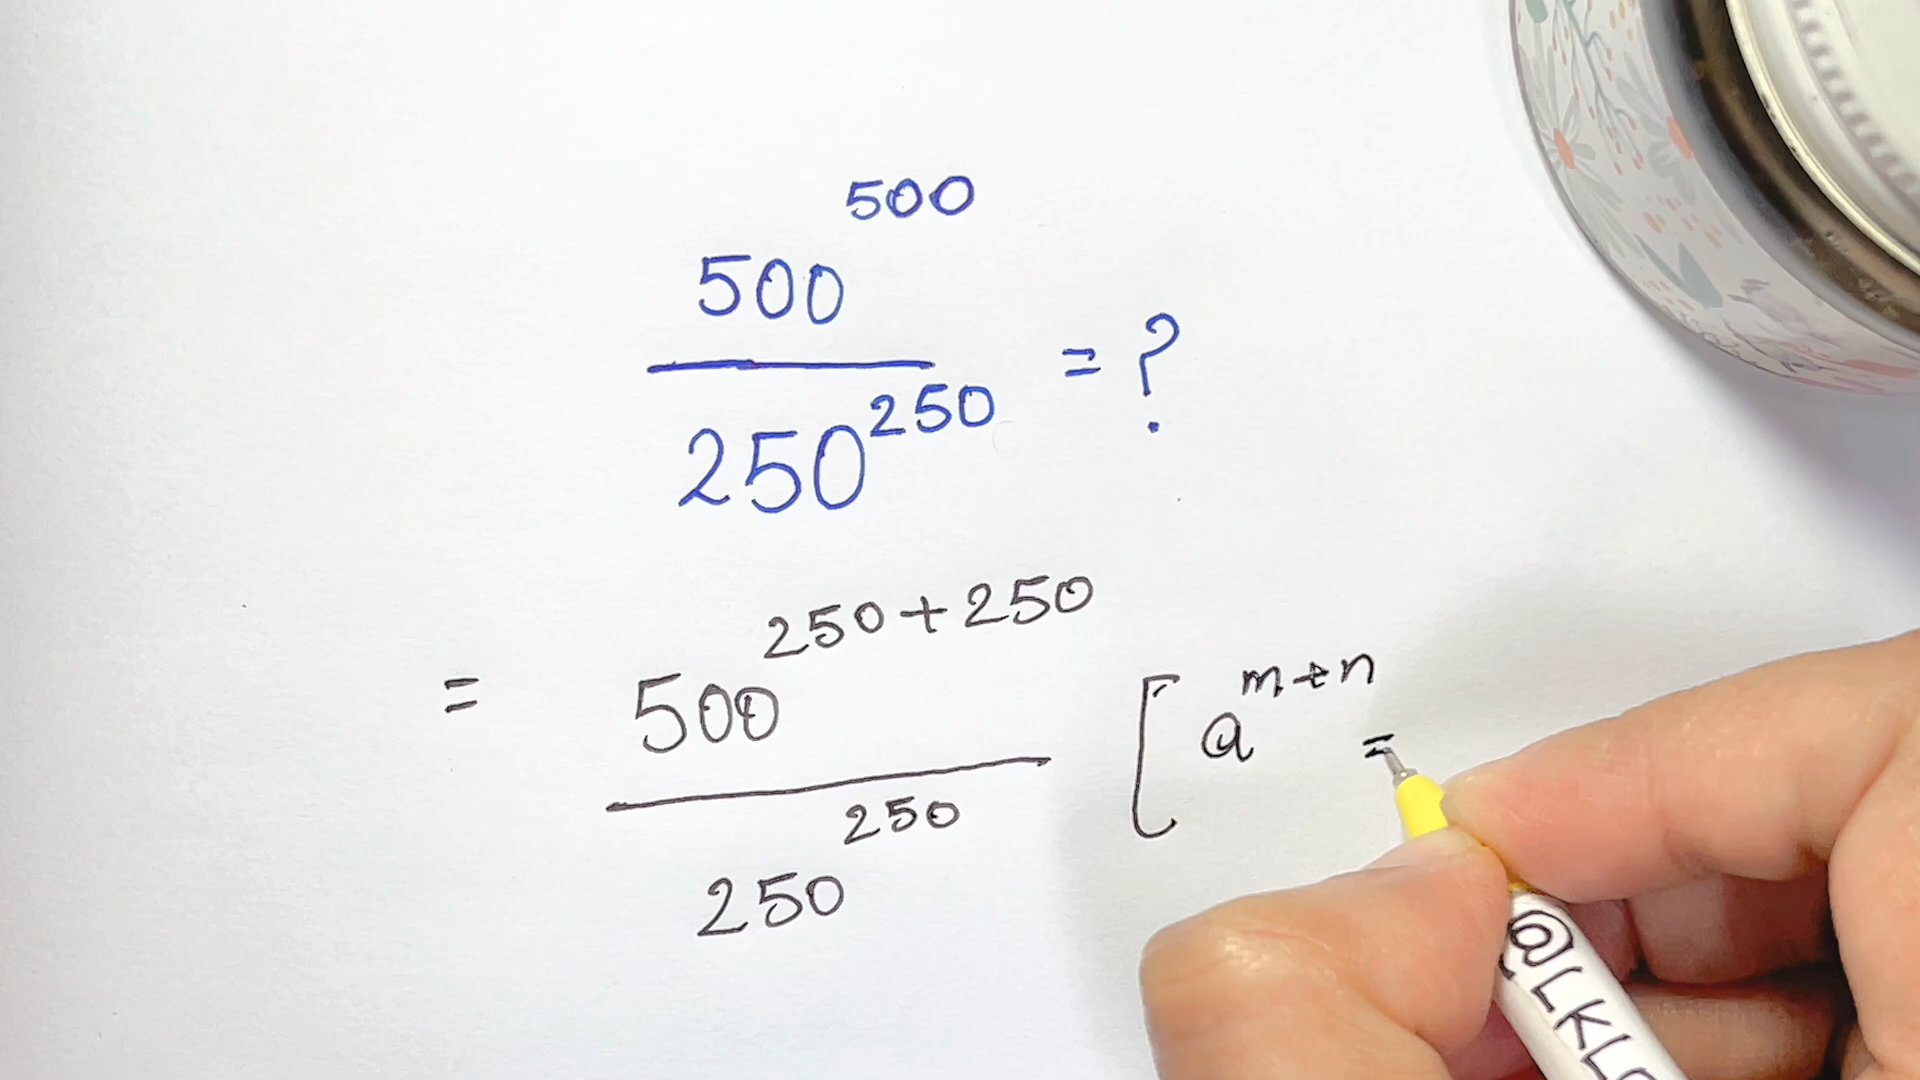 500^500
250^250 = ?
= 500^250+250
250^250
[ a^m+n =
@LKL